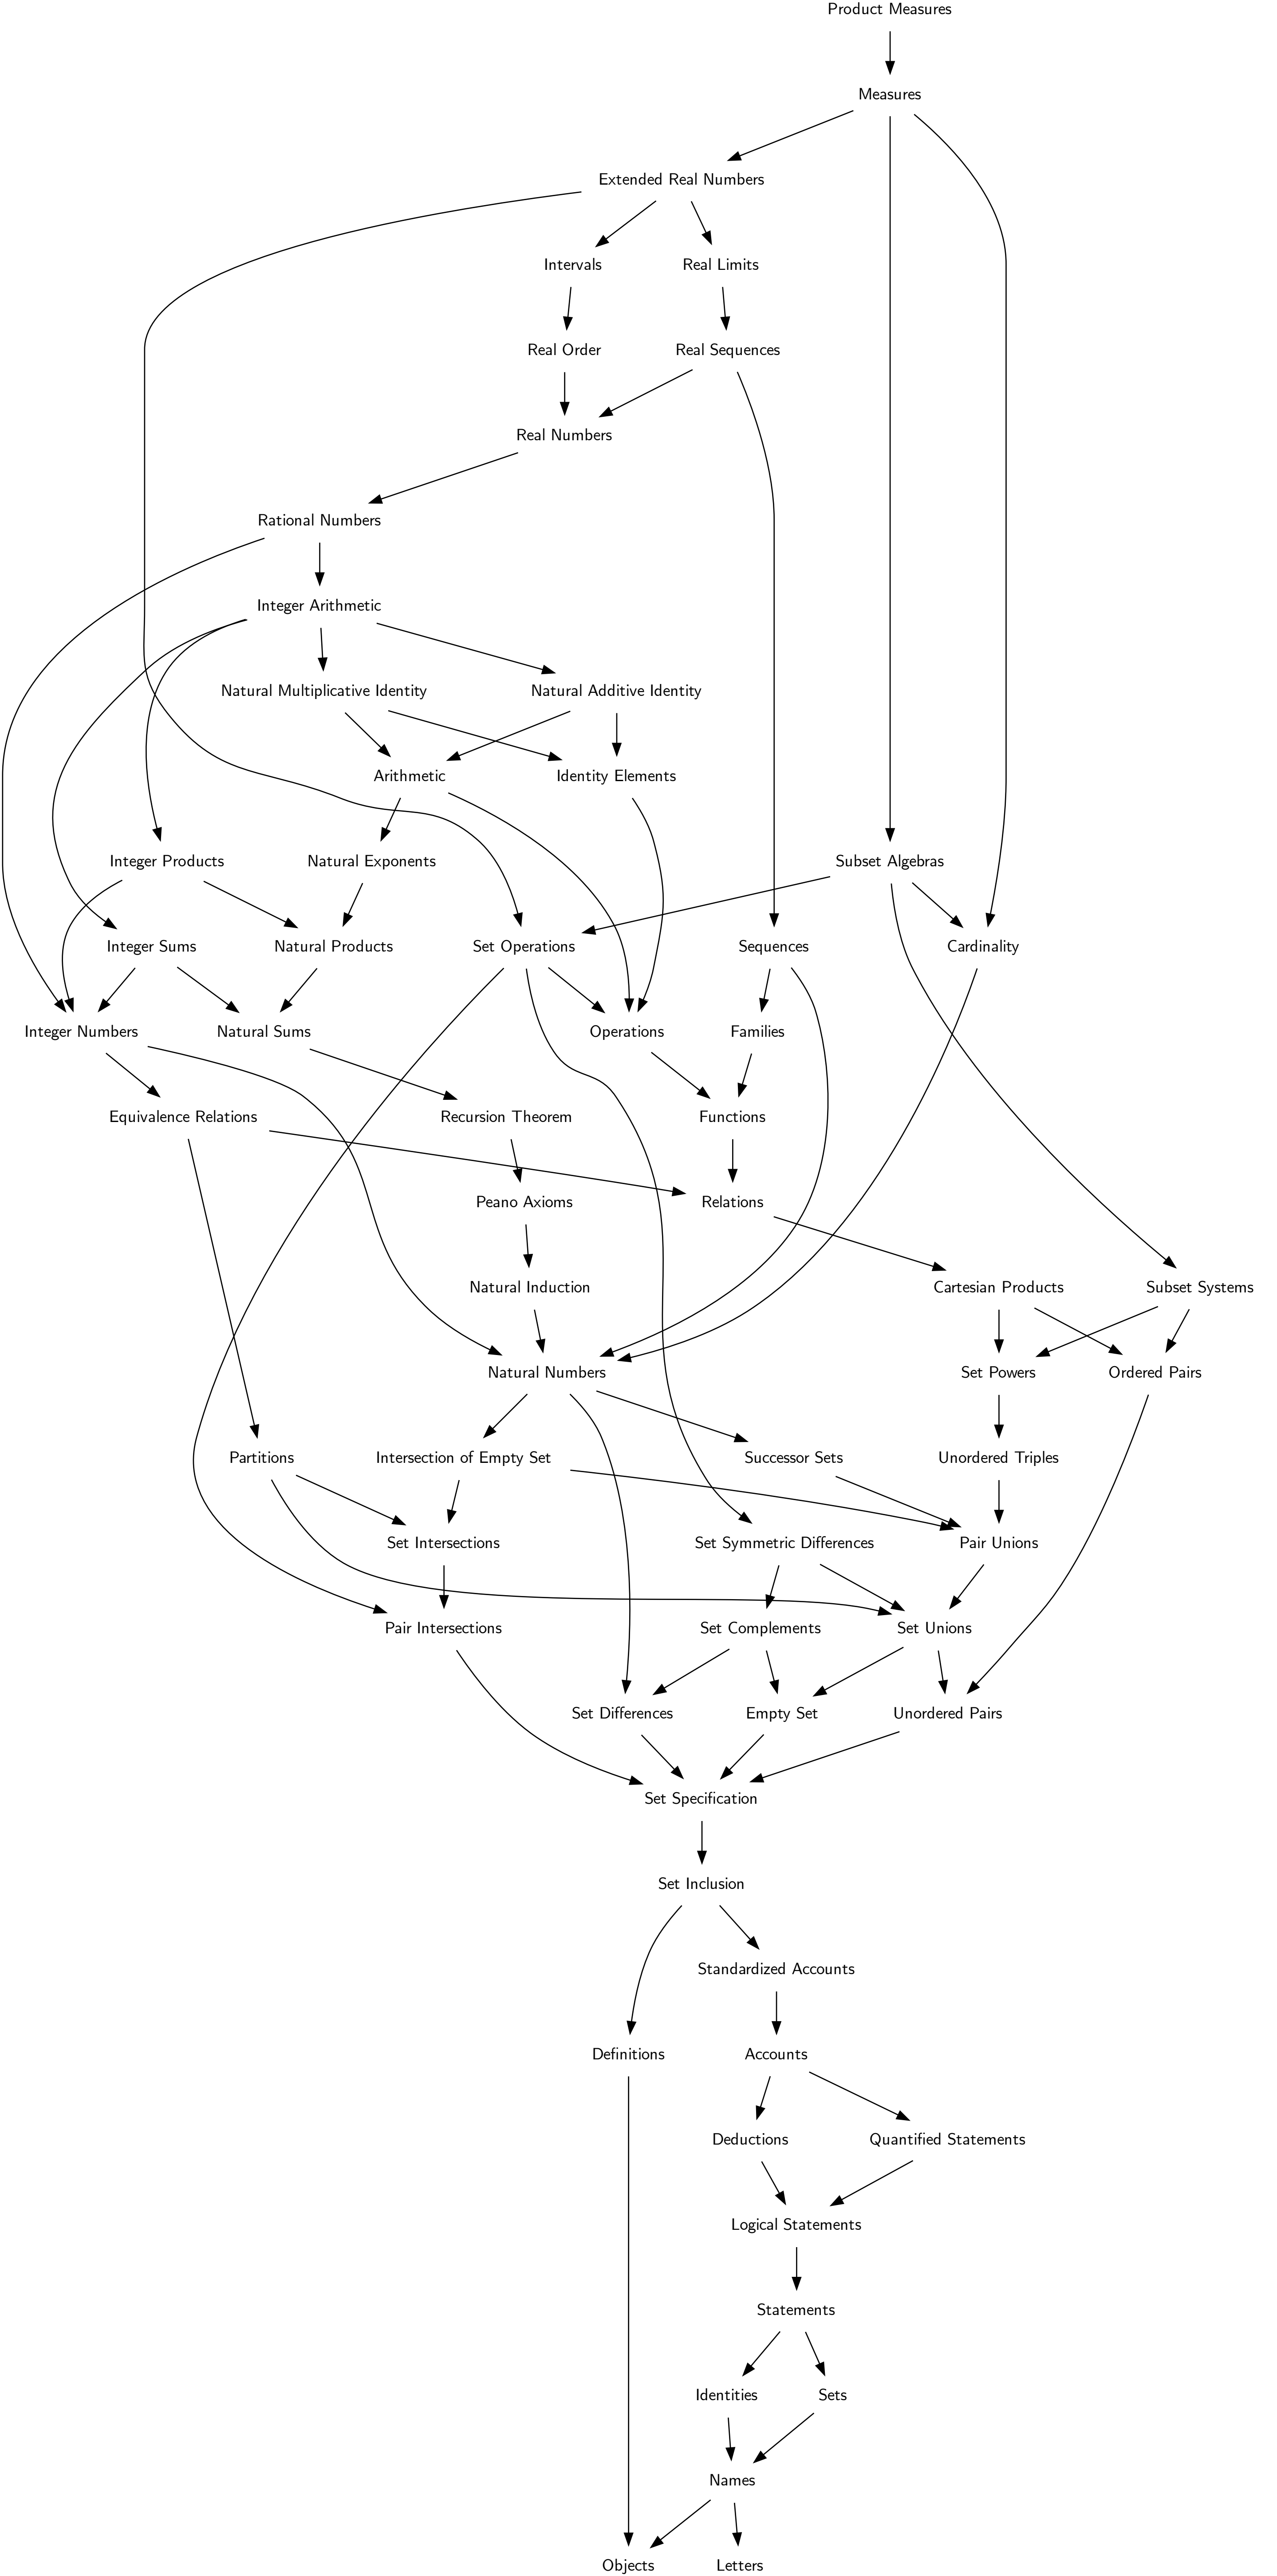 Product Measures
Measures
Extended Real Numbers
Intervals
Real Limits
Real Order
Real Sequences
Real Numbers
Rational Numbers
Integer Arithmetic
Natural Multiplicative Identity
Natural Additive Identity
Arithmetic
Identity Elements
Integer Products
Natural Exponents
Subset Algebras
Integer Sums
Natural Products
Set Operations
Sequences
Cardinality
Integer Numbers
Natural Sums
Operations
Families
Equivalence Relations
Recursion Theorem
Functions
Peano Axioms
Relations
Natural Induction
Cartesian Products
Subset Systems
Natural Numbers
Set Powers
Ordered Pairs
Partitions
Intersection of Empty Set
Successor Sets
Unordered Triples
Set Intersections
Set Symmetric Differences
Pair Unions
Pair Intersections
Set Complements
Set Unions
Set Differences
Empty Set
Unordered Pairs
Set Specification
Set Inclusion
Standardized Accounts
Definitions
Accounts
Deductions
Quantified Statements
Logical Statements
Statements
Identities
Sets
Names
Objects
Letters